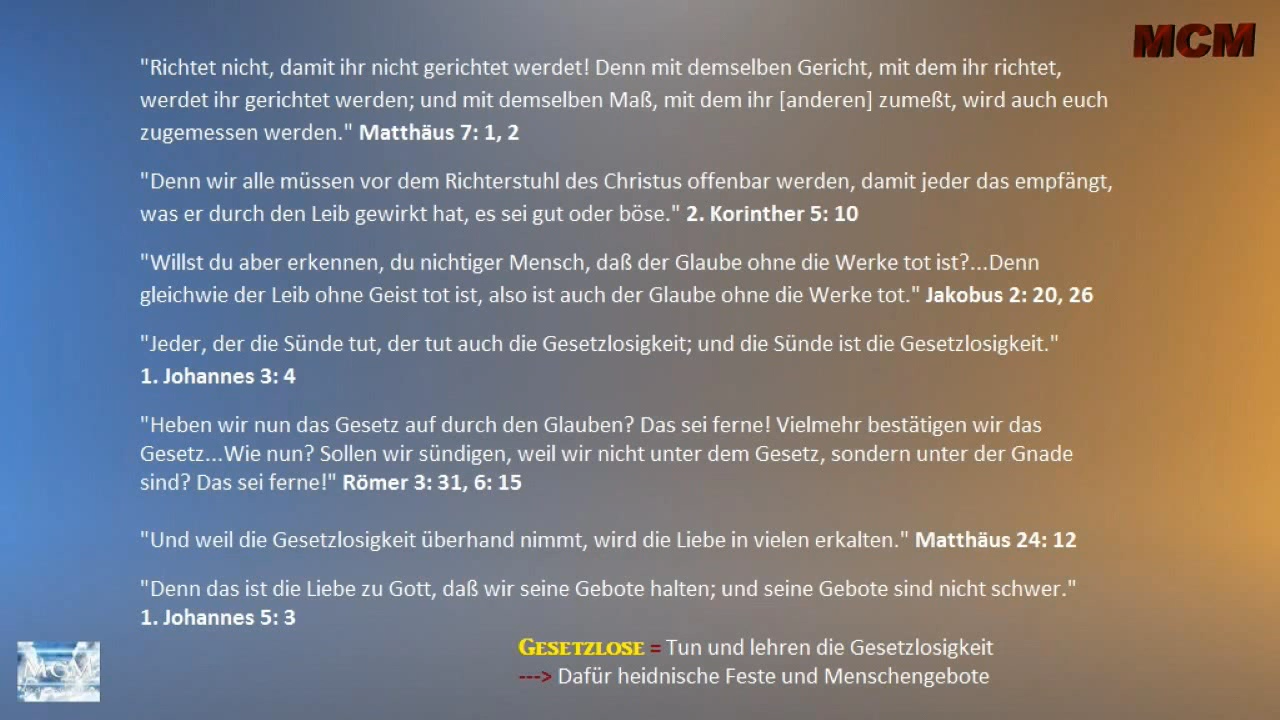 MCM
"Richtet nicht, damit ihr nicht gerichtet werdet! Denn mit demselben Gericht, mit dem ihr richtet,
werdet ihr gerichtet werden; und mit demselben Maß, mit dem ihr [anderen] zumeßt, wird auch euch
zugemessen werden." Matthäus 7: 1, 2
"Denn wir alle müssen vor dem Richterstuhl des Christus offenbar werden, damit jeder das empfängt,
was er durch den Leib gewirkt hat, es sei gut oder böse." 2. Korinther 5: 10
"Willst du aber erkennen, du nichtiger Mensch, daß der Glaube ohne die Werke tot ist?...Denn
gleichwie der Leib ohne Geist tot ist, also ist auch der Glaube ohne die Werke tot." Jakobus 2: 20, 26
"Jeder, der die Sünde tut, der tut auch die Gesetzlosigkeit; und die Sünde ist die Gesetzlosigkeit."
1. Johannes 3: 4
"Heben wir nun das Gesetz auf durch den Glauben? Das sei ferne! Vielmehr bestätigen wir das
Gesetz...Wie nun? Sollen wir sündigen, weil wir nicht unter dem Gesetz, sondern unter der Gnade
sind? Das sei ferne!" Römer 3: 31, 6: 15
"Und weil die Gesetzlosigkeit überhand nimmt, wird die Liebe in vielen erkalten." Matthäus 24: 12
"Denn das ist die Liebe zu Gott, daß wir seine Gebote halten; und seine Gebote sind nicht schwer."
1. Johannes 5: 3
GESETZLOSE = Tun und lehren die Gesetzlosigkeit
---> Dafür heidnische Feste und Menschengebote
MCM